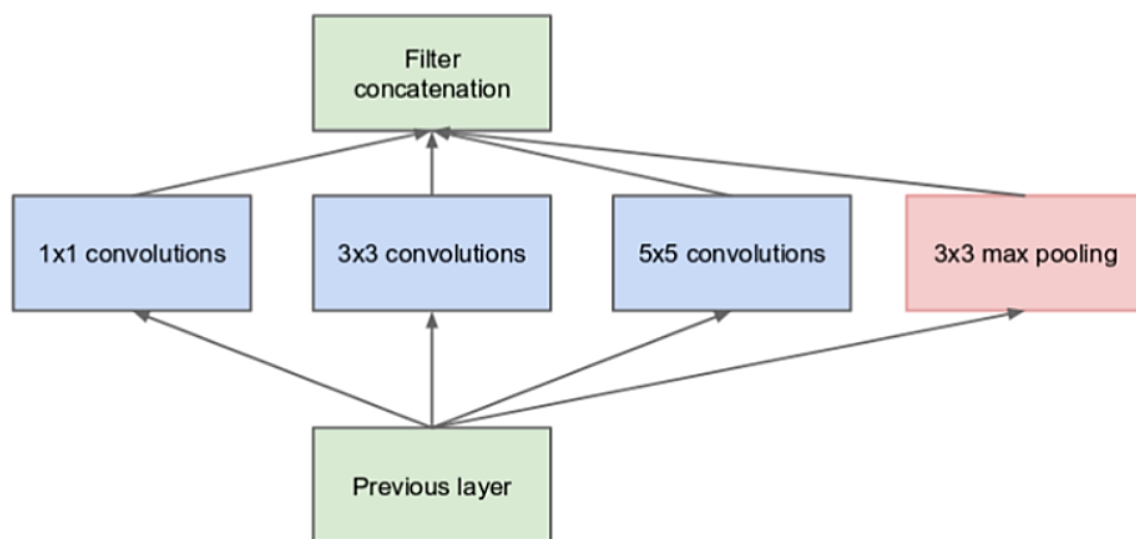 Filter
concatenation
1x1 convolutions
3x3 convolutions
5x5 convolutions
3x3 max pooling
Previous layer